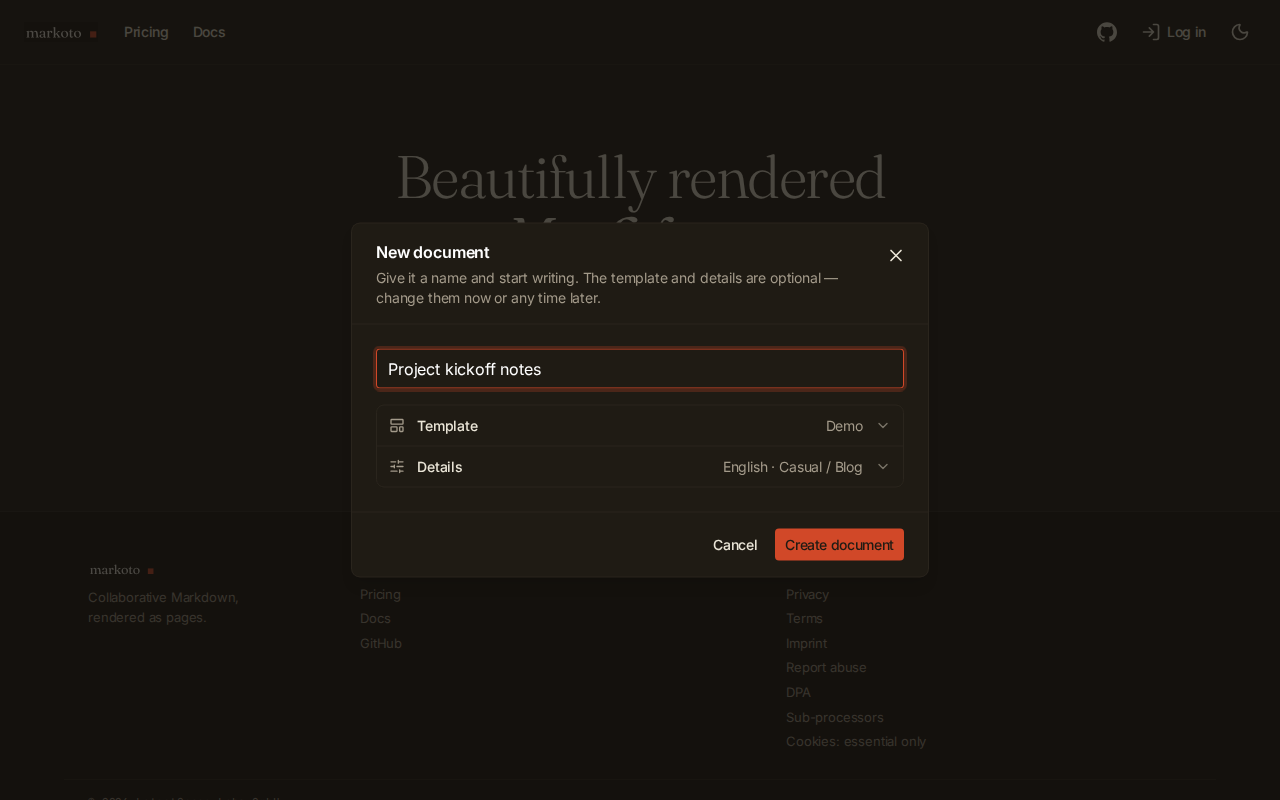 markoto
Pricing
Docs
Log in
Beautifully rendered
New document
Give it a name and start writing. The template and details are optional —
change them now or any time later.
Project kickoff notes
Template
Demo
Details
English · Casual / Blog
Cancel
Create document
markoto
Collaborative Markdown,
rendered as pages.
Pricing
Docs
GitHub
Privacy
Terms
Imprint
Report abuse
DPA
Sub-processors
Cookies: essential only